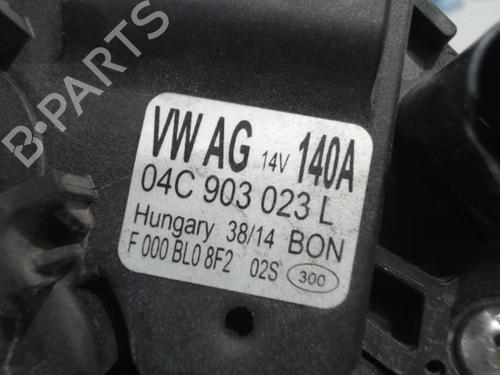 VW AG 14V 140A
04C 903 023 L
Hungary 38/14 BON
F 000 BL0 8F2 02S 300
B-PARTS